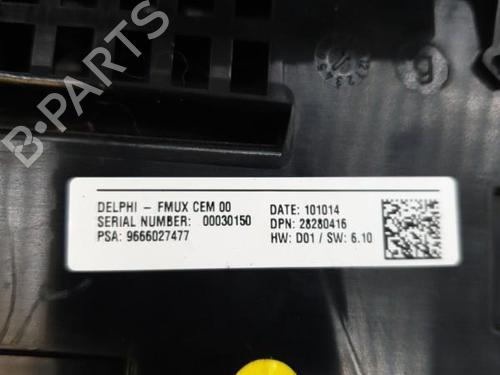 B-PARTS
DELPHI - FMUX CEM 00
SERIAL NUMBER: 00030150
PSA: 9666027477
DATE: 101014
DPN: 28280416
HW: D01 / SW: 6.10